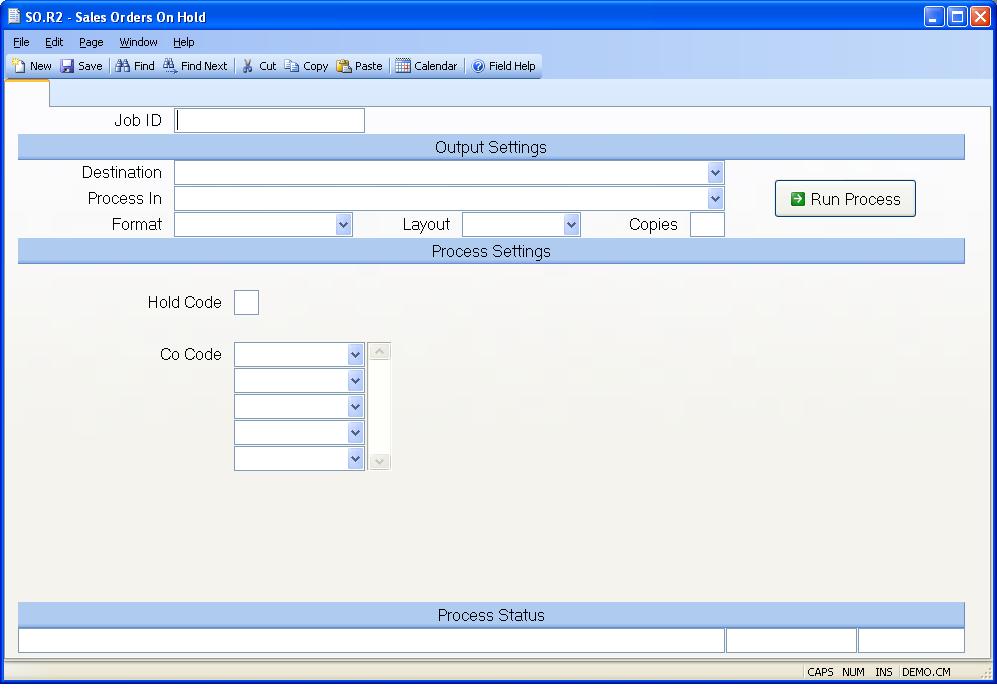 SO.R2 - Sales Orders On Hold
File Edit Page Window Help
New Save Find Find Next Cut Copy Paste Calendar Field Help
Job ID
Output Settings
Destination
Process In
Run Process
Format Layout Copies
Process Settings
Hold Code
Co Code
Process Status
CAPS NUM INS DEMO.CM